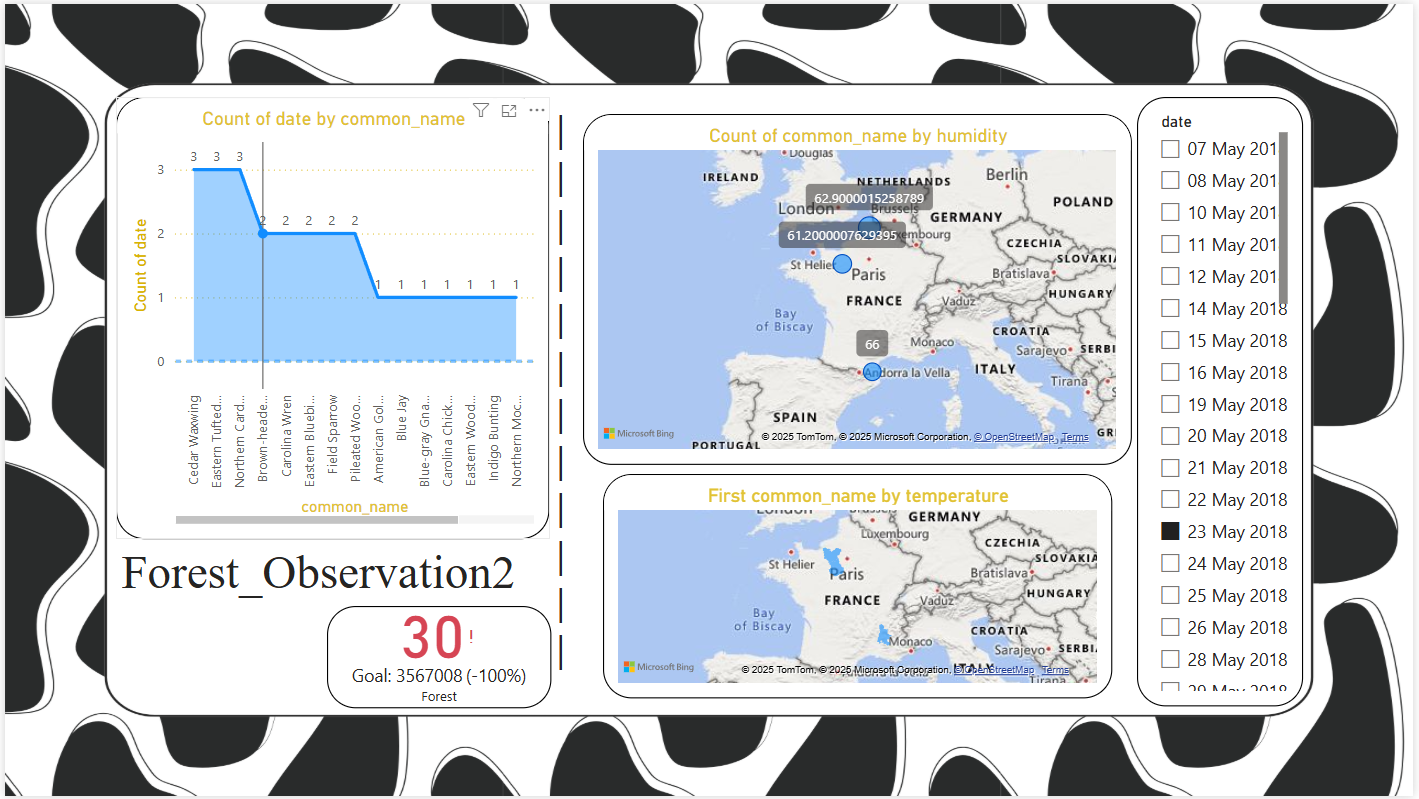 Count of date by common_name
Count of date
3
2
1
0
3
3
3
2
2
2
2
2
1
1
1
1
1
1
1
Cedar Waxwing
Eastern Tufted...
Northern Card...
Brown-heade...
Carolina Wren
Eastern Bluebi...
Field Sparrow
Pileated Woo...
American Gol...
Blue Jay
Blue-gray Gna...
Carolina Chick...
Eastern Wood...
Indigo Bunting
Northern Moc...
common_name
Forest_Observation2
30!
Goal: 3567008 (-100%)
Forest
Count of common_name by humidity
Douglas
IRELAND
Berlin
NETHERLANDS
62.9000015258789
POLAND
London
Brussels
GERMANY
61.2000007629395
embourg
CZECHIA
SLOVAKIA
St Helier
Paris
Bratislava
FRANCE
Vaduz
HUNGARY
Bay
of Biscay
CROATIA
66
Monaco
Sarajevo
SERBI
Andorra la Vella
ITALY
Tirana
SPAIN
PORTUGAL
GR
Microsoft Bing
© 2025 TomTom, © 2025 Microsoft Corporation, © OpenStreetMap Terms
First common_name by temperature
London
Brussels
GERMANY
Luxembourg
CZECHIA
SLOVAKIA
St Helier
Paris
Bratislava
FRANCE
Vaduz
HUNGARY
Bay
of Biscay
CROATIA
Monaco
Sarajevo
SERBI
ITALY
Andorra la Vella
Tirana
Microsoft Bing
© 2025 TomTom, © 2025 Microsoft Corporation, © OpenStreetMap Terms
date
07 May 201
08 May 201
10 May 201
11 May 201
12 May 201
14 May 2018
15 May 2018
16 May 2018
19 May 2018
20 May 2018
21 May 2018
22 May 2018
23 May 2018
24 May 2018
25 May 2018
26 May 2018
28 May 2018
29 May 2018